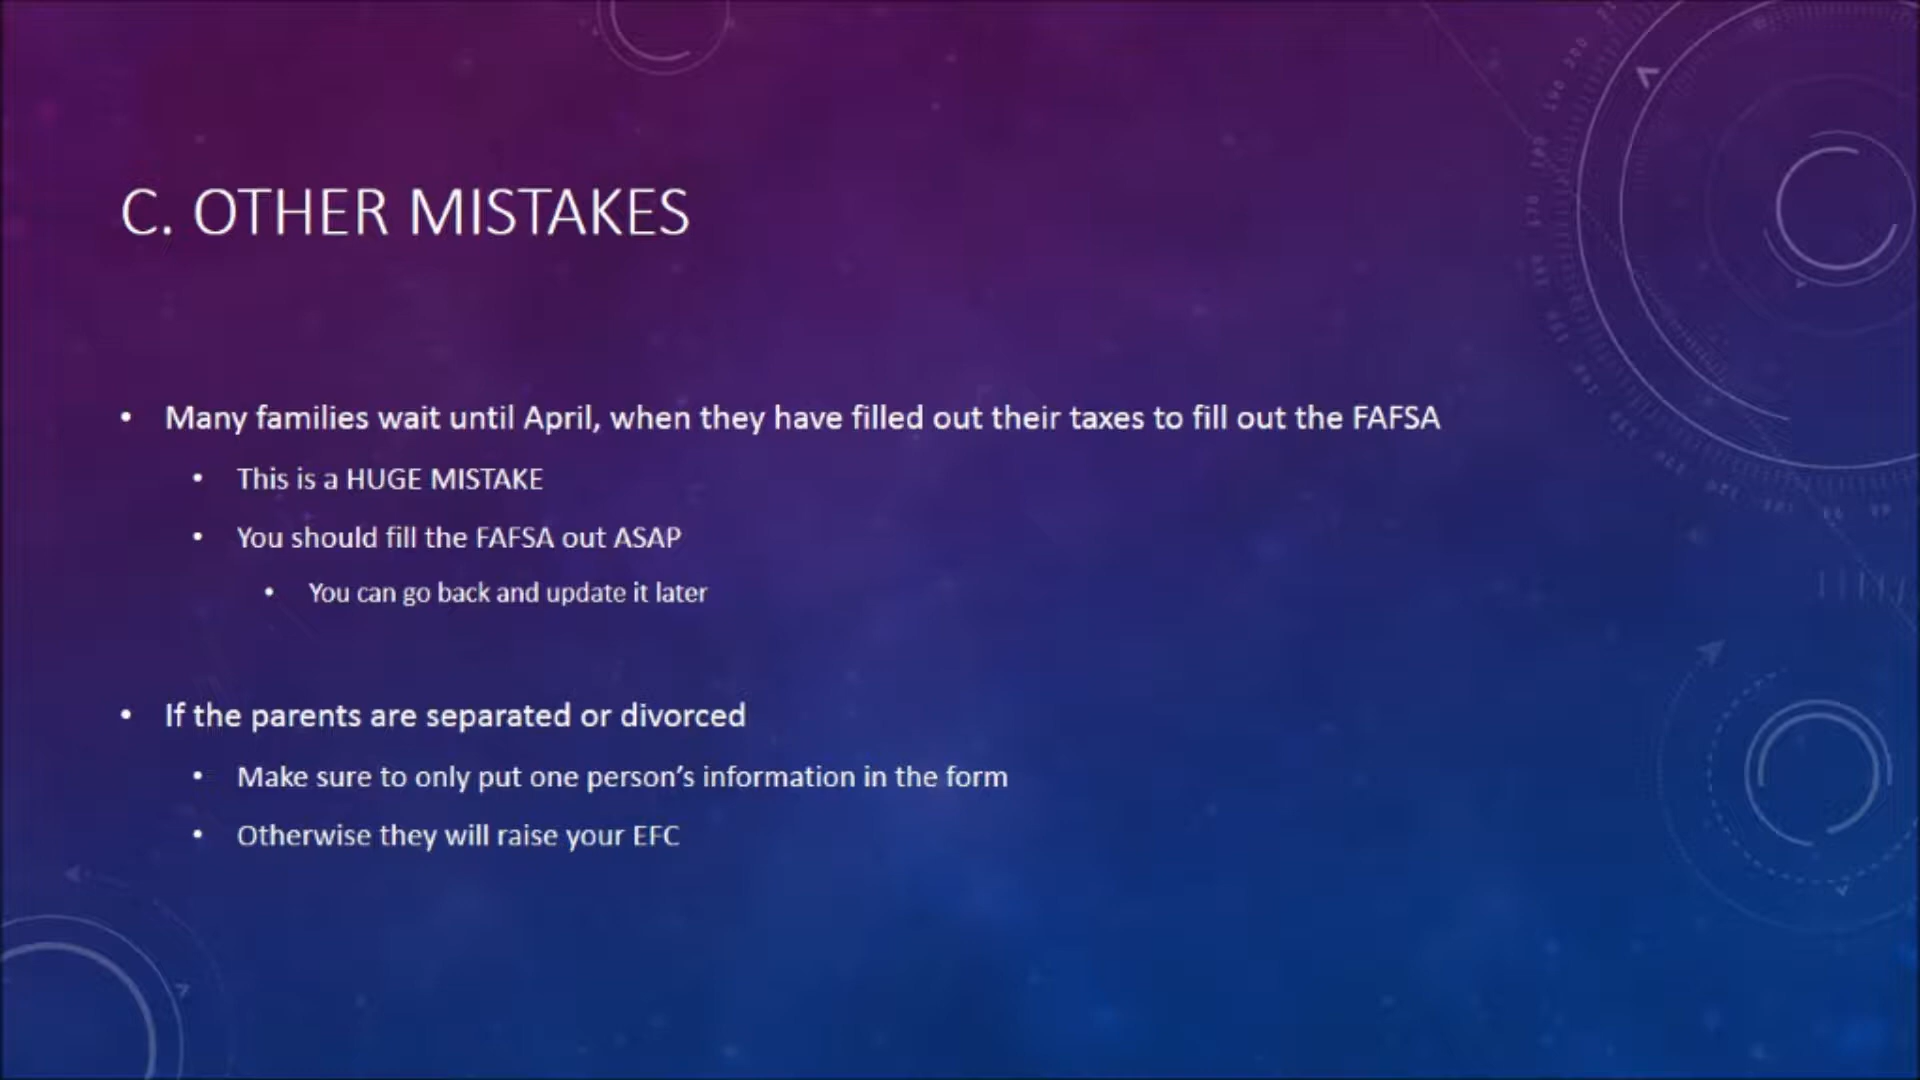 C. OTHER MISTAKES
• Many families wait until April, when they have filled out their taxes to fill out the FAFSA
• This is a HUGE MISTAKE
• You should fill the FAFSA out ASAP
• You can go back and update it later
• If the parents are separated or divorced
• Make sure to only put one person’s information in the form
• Otherwise they will raise your EFC